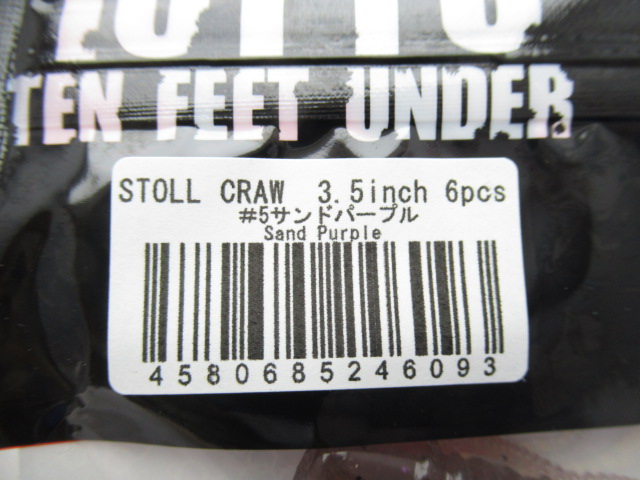 TEN FEET UNDER
STOLL CRAW 3.5inch 6pcs
#5サンドパープル
Sand Purple
4580685246093